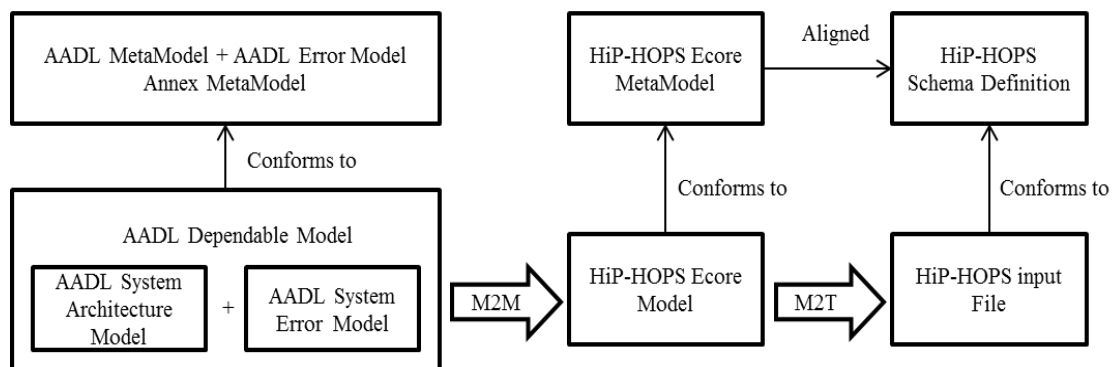 AADL MetaModel + AADL Error Model
Annex MetaModel
HiP-HOPS Ecore
MetaModel
Aligned
HiP-HOPS
Schema Definition
Conforms to
Conforms to
Conforms to
AADL Dependable Model
AADL System
Architecture
Model
+
AADL System
Error Model
M2M
HiP-HOPS Ecore
Model
M2T
HiP-HOPS input
File